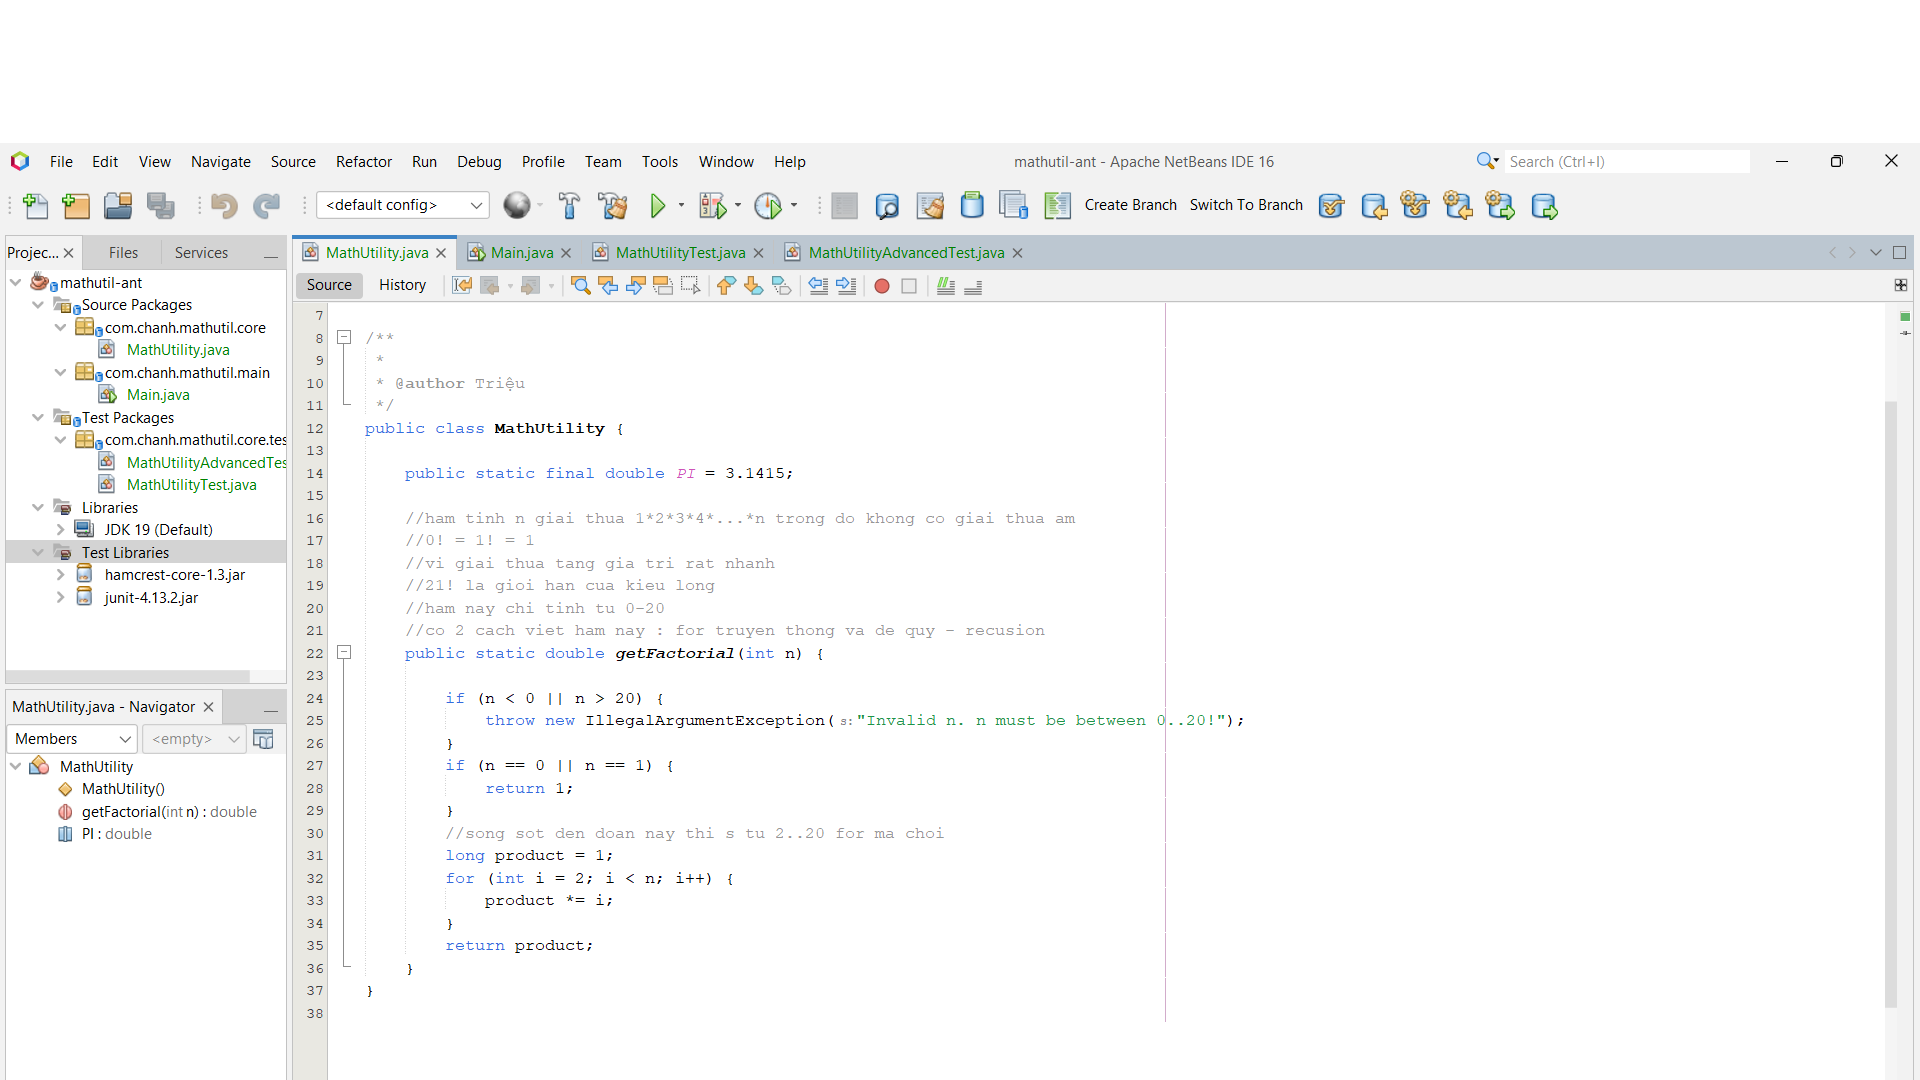 File Edit View Navigate Source Refactor Run Debug Profile Team Tools Window Help
mathutil-ant - Apache NetBeans IDE 16
Search (Ctrl+I)
<default config>
Create Branch Switch To Branch
Projec... Files Services
MathUtility.java Main.java MathUtilityTest.java MathUtilityAdvancedTest.java
Source History
mathutil-ant
Source Packages
com.chanh.mathutil.core
MathUtility.java
com.chanh.mathutil.main
Main.java
Test Packages
com.chanh.mathutil.core.tes
MathUtilityAdvancedTes
MathUtilityTest.java
Libraries
JDK 19 (Default)
Test Libraries
hamcrest-core-1.3.jar
junit-4.13.2.jar
MathUtility.java - Navigator
Members <empty>
MathUtility
MathUtility()
getFactorial(int n) : double
PI : double
7
8 /**
9 *
10 * @author Triệu
11 */
12 public class MathUtility {
13
14 public static final double PI = 3.1415;
15
16 //ham tinh n giai thua 1*2*3*4*...*n trong do khong co giai thua am
17 //0! = 1! = 1
18 //vi giai thua tang gia tri rat nhanh
19 //21! la gioi han cua kieu long
20 //ham nay chi tinh tu 0-20
21 //co 2 cach viet ham nay : for truyen thong va de quy - recusion
22 public static double getFactorial(int n) {
23
24 if (n < 0 || n > 20) {
25 throw new IllegalArgumentException( s:"Invalid n. n must be between 0..20!");
26 }
27 if (n == 0 || n == 1) {
28 return 1;
29 }
30 //song sot den doan nay thi s tu 2..20 for ma choi
31 long product = 1;
32 for (int i = 2; i < n; i++) {
33 product *= i;
34 }
35 return product;
36 }
37 }
38